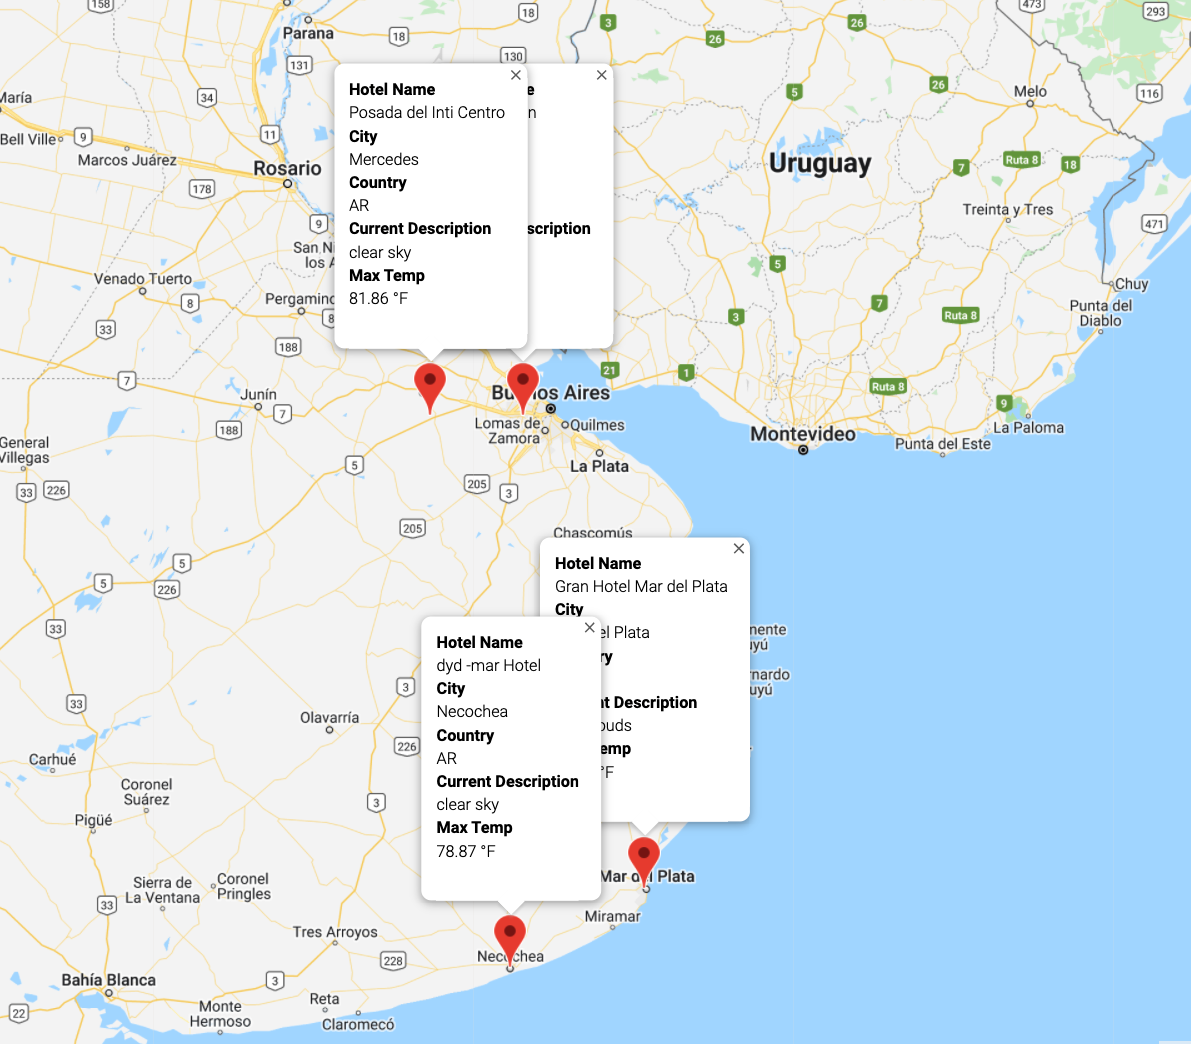 158
18
473
293
Parana
18
3
26
26
130
131
5
26
Melo
116
María
34
Bell Ville
9
11
Marcos Juárez
Rosario
178
Uruguay
7
Ruta 8
18
Treinta y Tres
471
9
San Ni
los A
Venado Tuerto
5
Chuy
8
Pergamino
8
33
188
7
3
Ruta 8
Punta del
Diablo
Hotel Name
Posada del Inti Centro
City
Mercedes
Country
AR
Current Description
clear sky
Max Temp
81.86 °F
e
n
scription
7
21
1
Ruta 8
Junín
7
188
Buenos Aires
9
La Paloma
Lomas de
Zamora
Quilmes
Montevideo
Punta del Este
General
Villegas
5
La Plata
33
226
205
3
205
Chascomús
5
5
226
33
Hotel Name
Gran Hotel Mar del Plata
City
el Plata
ry
nt Description
ouds
emp
°F
mente
uyú
nardo
uyú
Hotel Name
dyd -mar Hotel
City
Necochea
Country
AR
Current Description
clear sky
Max Temp
78.87 °F
3
33
Olavarría
226
Carhué
Coronel
Suárez
3
Pigüé
Sierra de
La Ventana
Coronel
Pringles
Mar del Plata
33
Miramar
Tres Arroyos
228
Necochea
Bahía Blanca
3
22
Monte
Hermoso
Reta
Claromecó